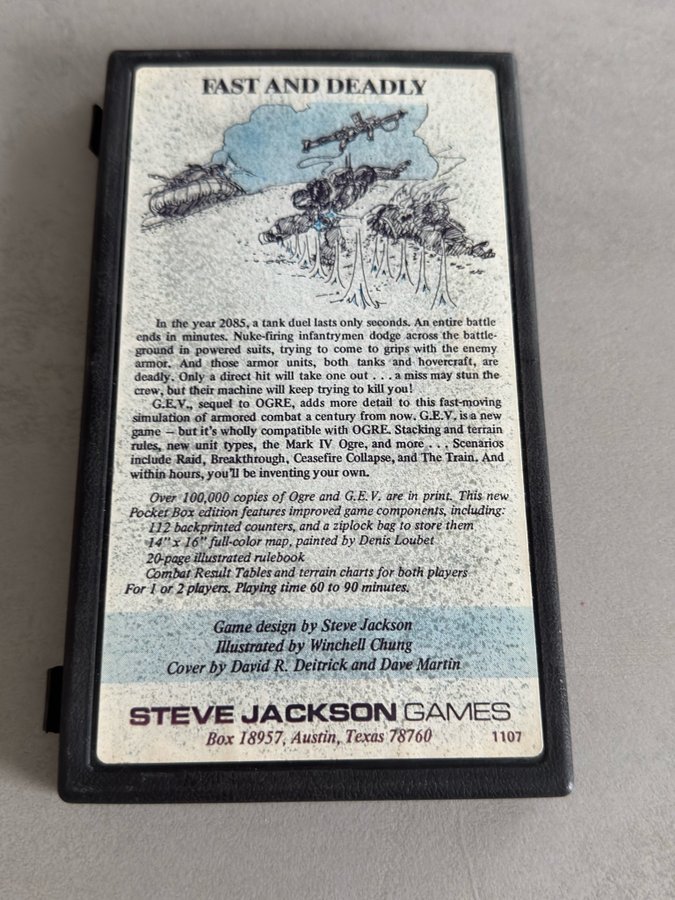 FAST AND DEADLY
In the year 2085, a tank duel lasts only seconds. An entire battle
ends in minutes. Nuke-firing infantrymen dodge across the battle-
ground in powered suits, trying to come to grips with the enemy
armor. And those armor units, both tanks and hovercraft, are
deadly. Only a direct hit will take one out . . . a miss may stun the
crew, but their machine will keep trying to kill you!
G.E.V., sequel to OGRE, adds more detail to this fast-moving
simulation of armored combat a century from now. G.E.V. is a new
game – but it's wholly compatible with OGRE. Stacking and terrain
rules, new unit types, the Mark IV Ogre, and more . . . Scenarios
include Raid, Breakthrough, Ceasefire Collapse, and The Train. And
within hours, you'll be inventing your own.
Over 100,000 copies of Ogre and G.E.V. are in print. This new
Pocket Box edition features improved game components, including:
112 backprinted counters, and a ziplock bag to store them
14" x 16" full-color map, painted by Denis Loubet
20-page illustrated rulebook
Combat Result Tables and terrain charts for both players
For 1 or 2 players. Playing time 60 to 90 minutes.
Game design by Steve Jackson
Illustrated by Winchell Chung
Cover by David R. Deitrick and Dave Martin
STEVE JACKSON GAMES
Box 18957, Austin, Texas 78760 1107